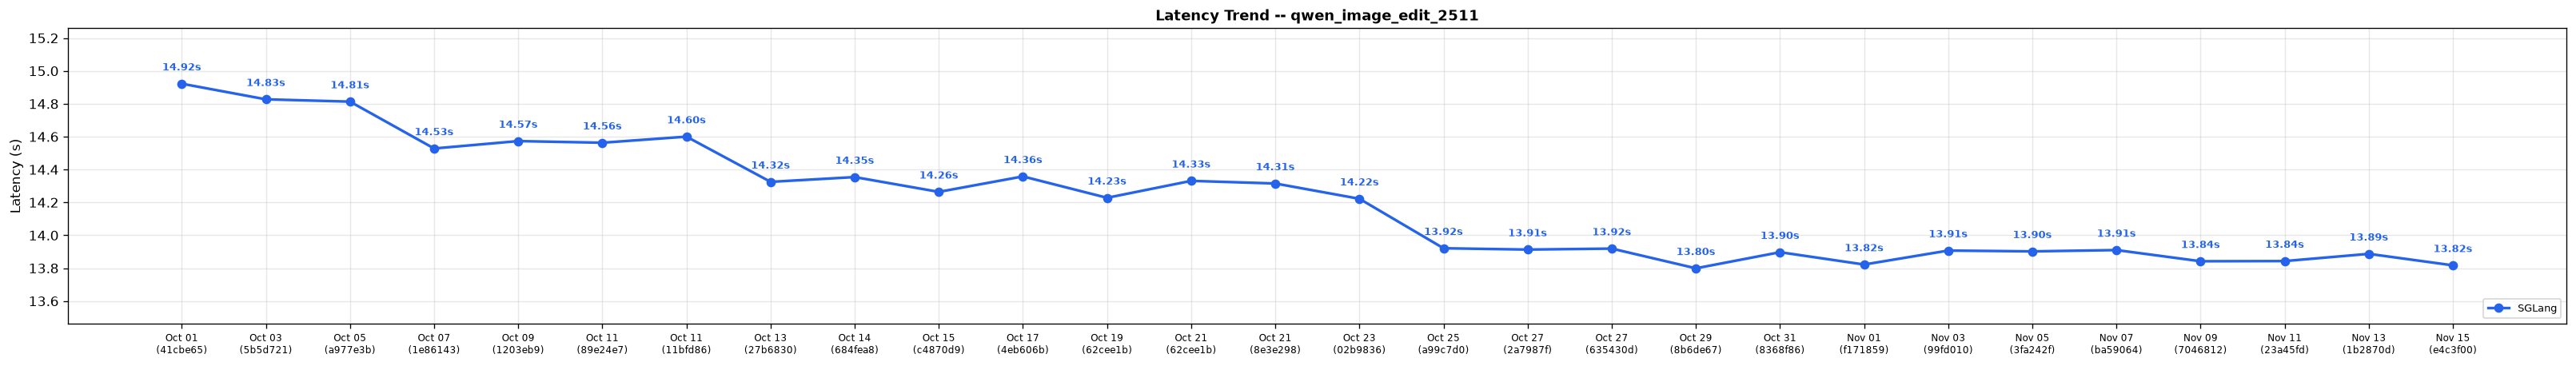 Latency Trend -- qwen_image_edit_2511
Latency (s)
15.2
15.0
14.8
14.6
14.4
14.2
14.0
13.8
13.6
14.92s
14.83s
14.81s
14.53s
14.57s
14.56s
14.60s
14.32s
14.35s
14.26s
14.36s
14.23s
14.33s
14.31s
14.22s
13.92s
13.91s
13.92s
13.80s
13.90s
13.82s
13.91s
13.90s
13.91s
13.84s
13.84s
13.89s
13.82s
SGLang
Oct 01
(41cbe65)
Oct 03
(5b5d721)
Oct 05
(a977e3b)
Oct 07
(1e86143)
Oct 09
(1203eb9)
Oct 11
(89e24e7)
Oct 11
(11bfd86)
Oct 13
(27b6830)
Oct 14
(684fea8)
Oct 15
(c4870d9)
Oct 17
(4eb606b)
Oct 19
(62cee1b)
Oct 21
(62cee1b)
Oct 21
(8e3e298)
Oct 23
(02b9836)
Oct 25
(a99c7d0)
Oct 27
(2a7987f)
Oct 27
(635430d)
Oct 29
(8b6de67)
Oct 31
(8368f86)
Nov 01
(f171859)
Nov 03
(99fd010)
Nov 05
(3fa242f)
Nov 07
(ba59064)
Nov 09
(7046812)
Nov 11
(23a45fd)
Nov 13
(1b2870d)
Nov 15
(e4c3f00)